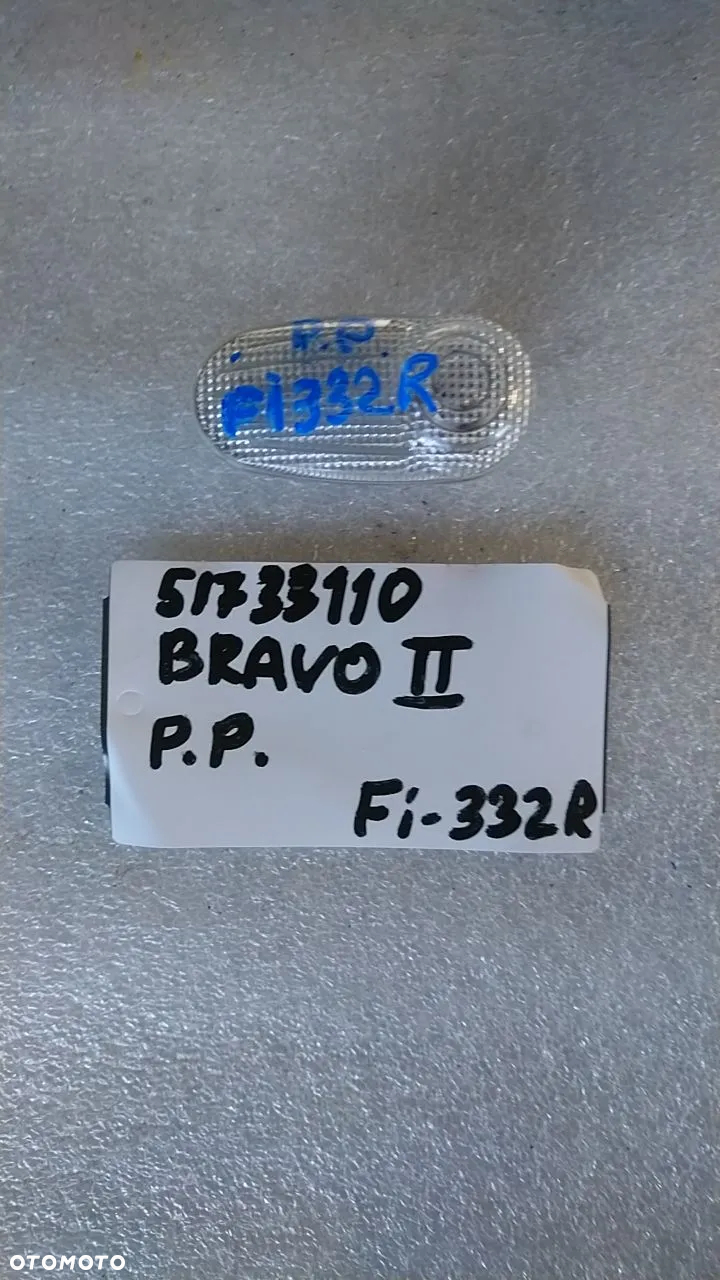 P.P.
Fi332R
51733110
BRAVO II
P.P.
Fi-332R
OTOMOTO